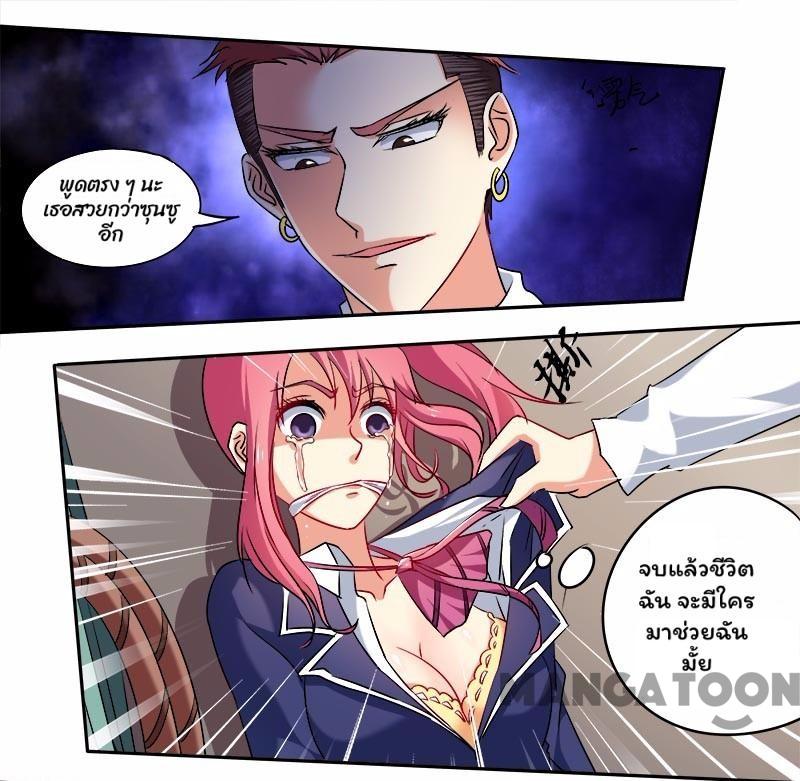 พูดตรง ๆ นะ
เธอสวยกว่าซุนซู
อีก
撕
จบแล้วชีวิต
ฉัน จะมีใคร
มาช่วยฉัน
มั้ย
MANGATOON